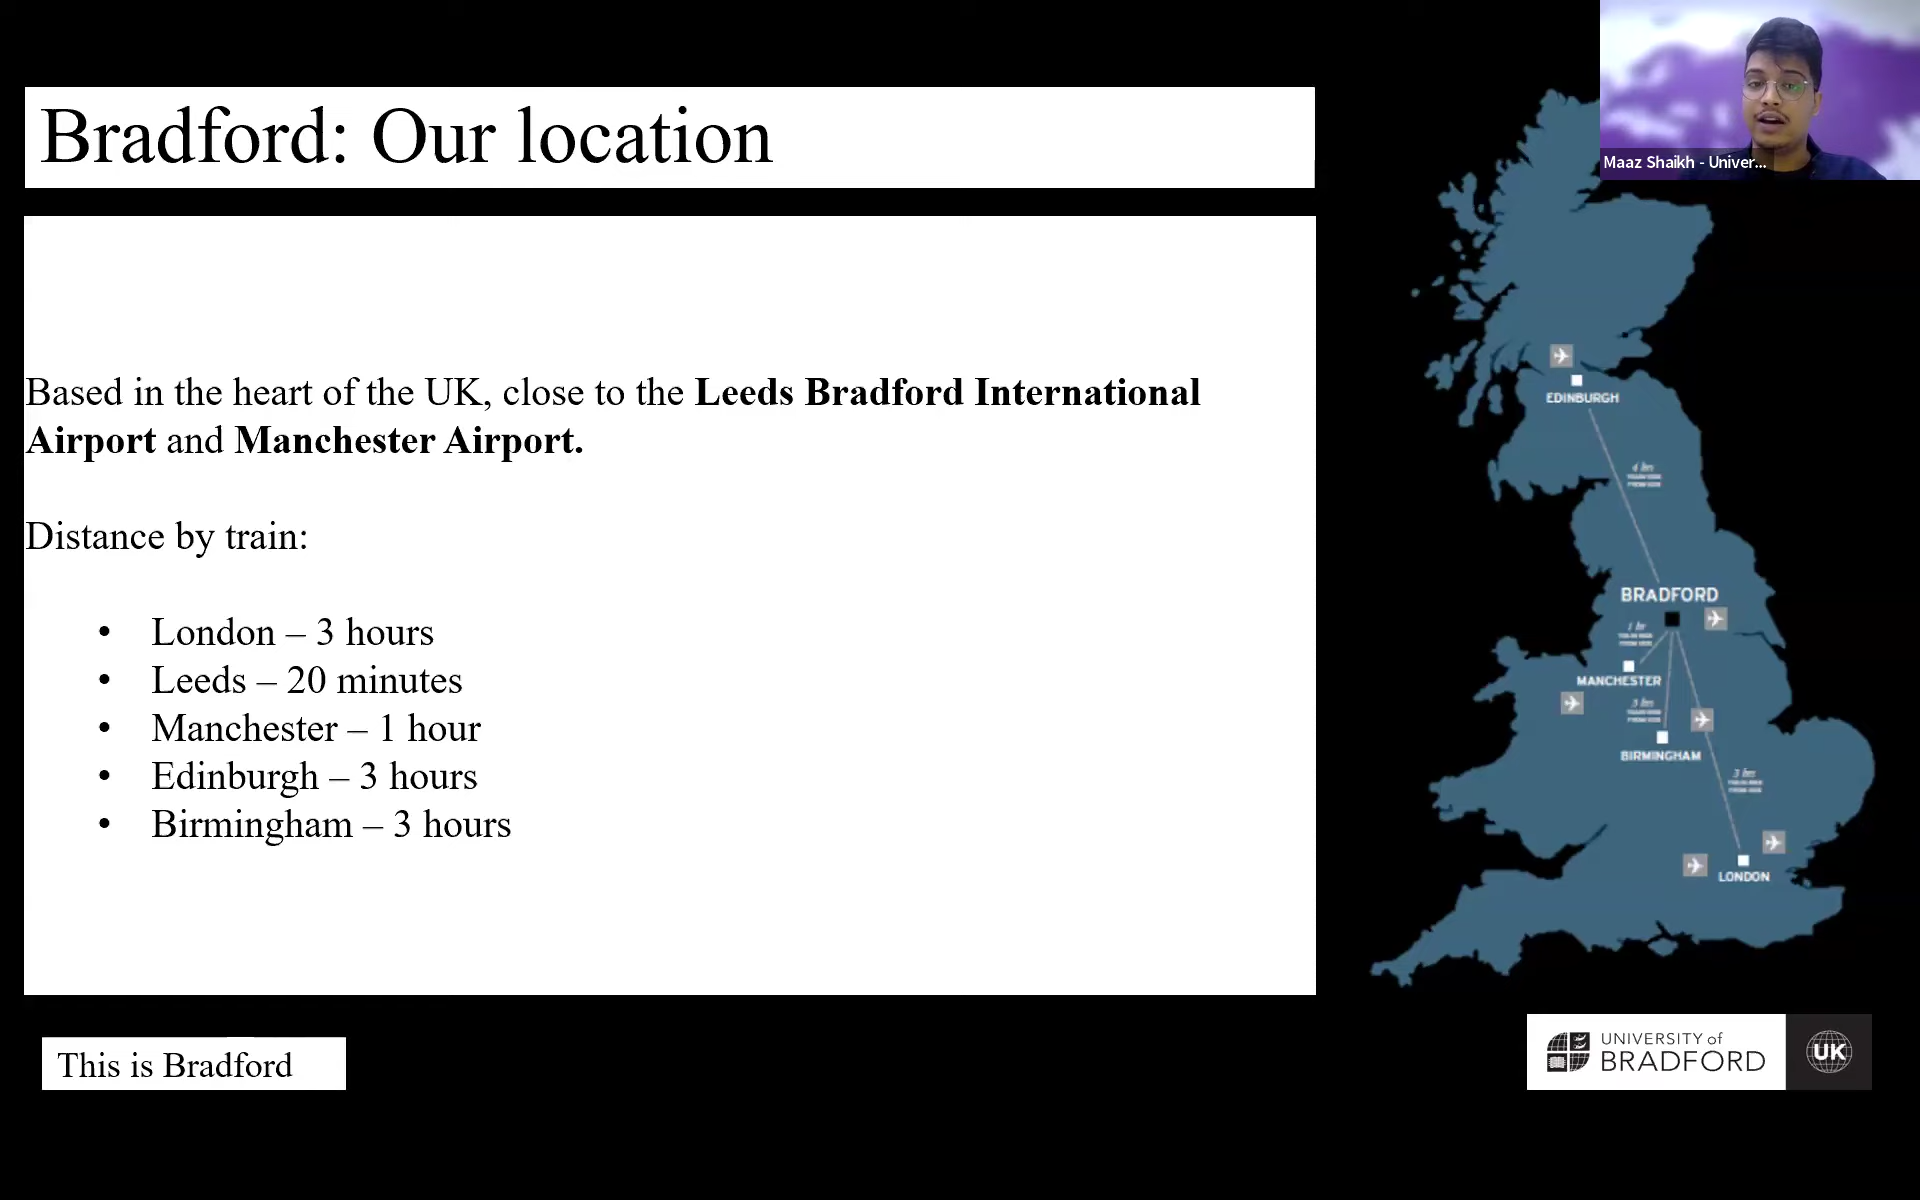 Maaz Shaikh - Univer...
Bradford: Our location
Based in the heart of the UK, close to the Leeds Bradford International
Airport and Manchester Airport.
Distance by train:
• London – 3 hours
• Leeds – 20 minutes
• Manchester – 1 hour
• Edinburgh – 3 hours
• Birmingham – 3 hours
EDINBURGH
4 hrs
BRADFORD
1 hr
MANCHESTER
3 hrs
BIRMINGHAM
3 hrs
LONDON
This is Bradford
UNIVERSITY of
BRADFORD
UK